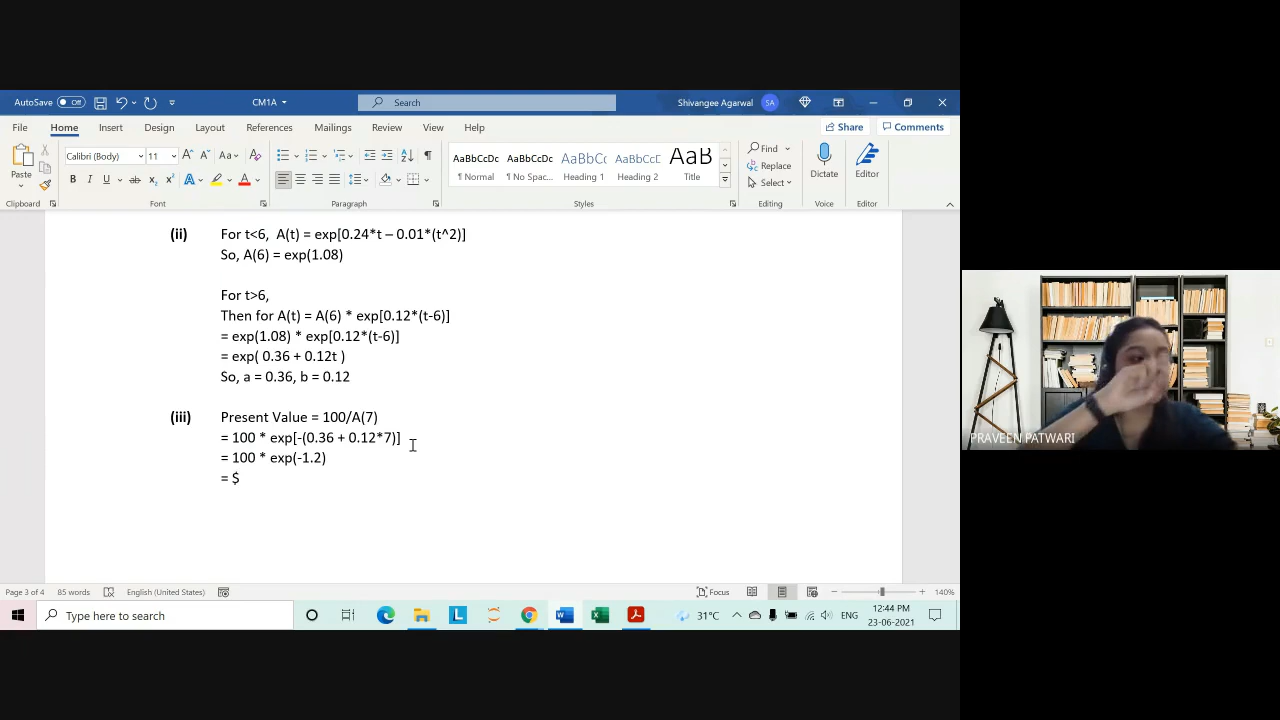 AutoSave Off CM1A Search Shivangee Agarwal SA
File Home Insert Design Layout References Mailings Review View Help Share Comments
Paste Calibri (Body) 11 Aa AaBbCcDc AaBbCcDc AaBbCc AaBbCcD AaB Find
Replace
¶ Normal ¶ No Spac... Heading 1 Heading 2 Title Select Dictate Editor
Clipboard Font Paragraph Styles Editing Voice Editor
(ii) For t<6, A(t) = exp[0.24*t – 0.01*(t^2)]
So, A(6) = exp(1.08)
For t>6,
Then for A(t) = A(6) * exp[0.12*(t-6)]
= exp(1.08) * exp[0.12*(t-6)]
= exp( 0.36 + 0.12t )
So, a = 0.36, b = 0.12
(iii) Present Value = 100/A(7)
= 100 * exp[-(0.36 + 0.12*7)]
= 100 * exp(-1.2)
= $
PRAVEEN PATWARI
Page 3 of 4 85 words English (United States) Focus 140%
Type here to search 31°C ENG 12:44 PM
23-06-2021